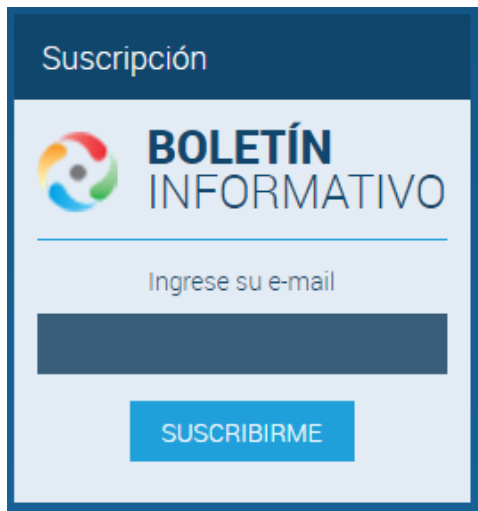 Suscripción
BOLETÍN
INFORMATIVO
Ingrese su e-mail
SUSCRIBIRME